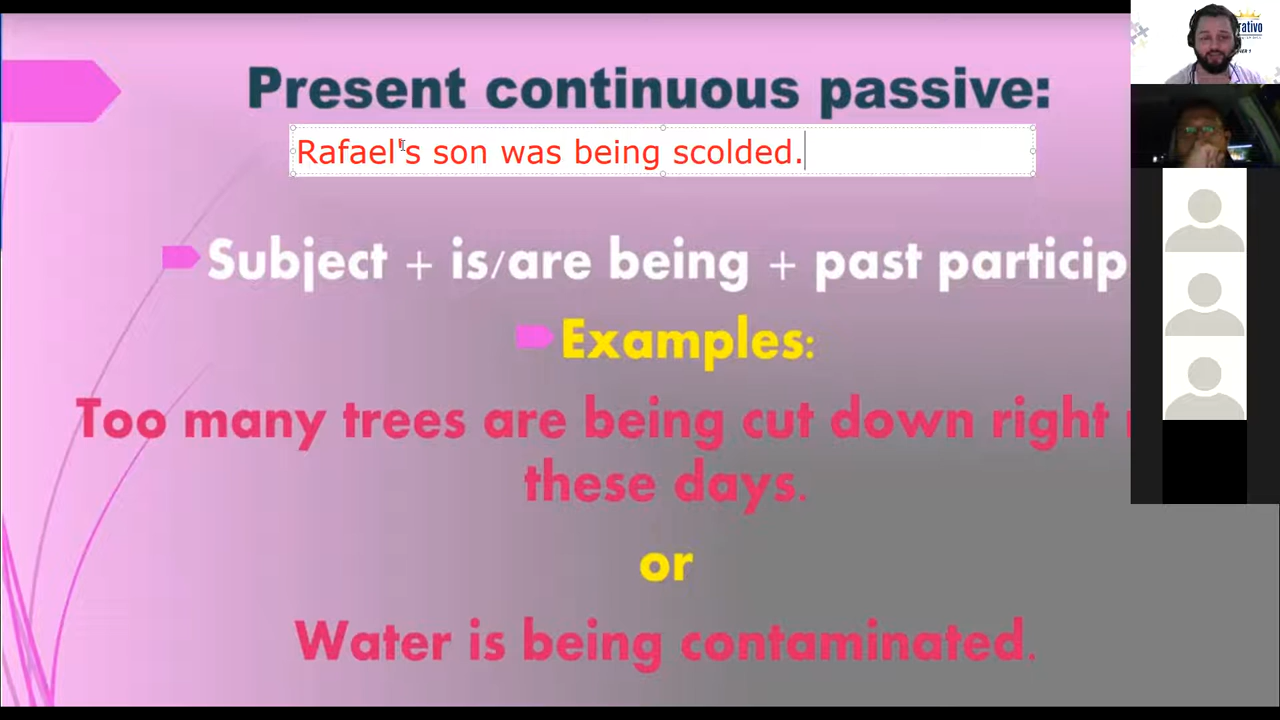 Present continuous passive:
Rafael's son was being scolded.
Subject + is/are being + past particip
Examples:
Too many trees are being cut down right
these days.
or
Water is being contaminated.